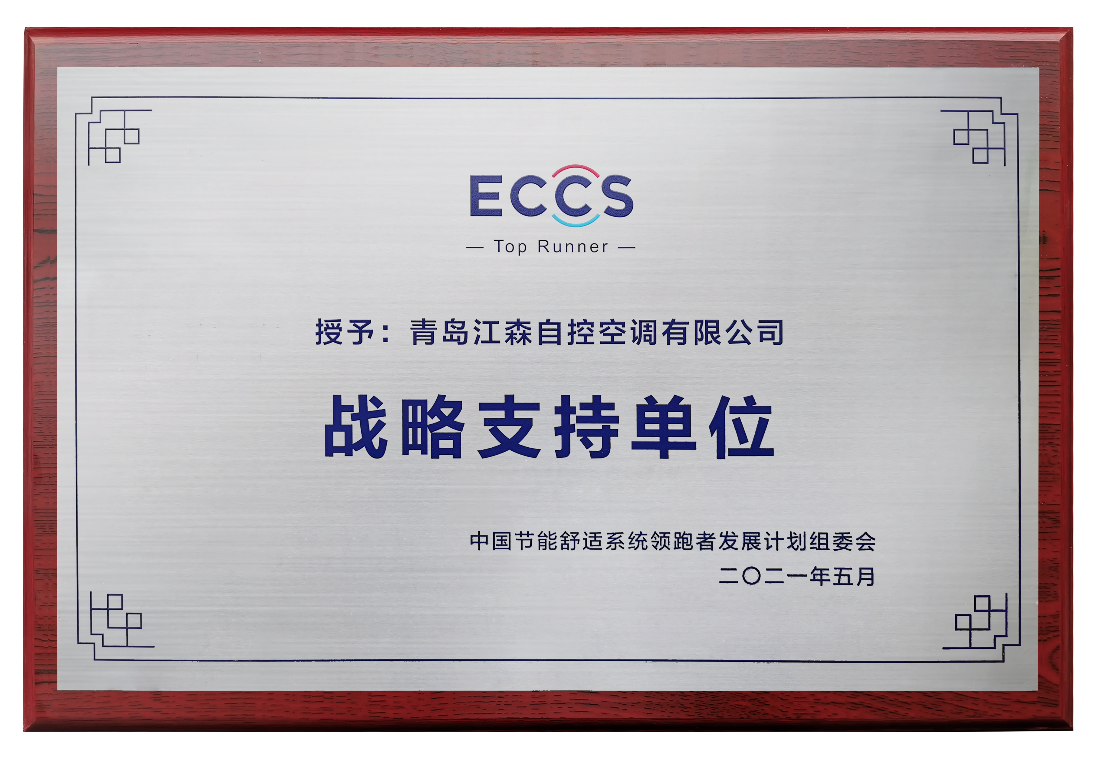 ECCS
— Top Runner —
授予：青岛江森自控空调有限公司
战略支持单位
中国节能舒适系统领跑者发展计划组委会
二〇二一年五月